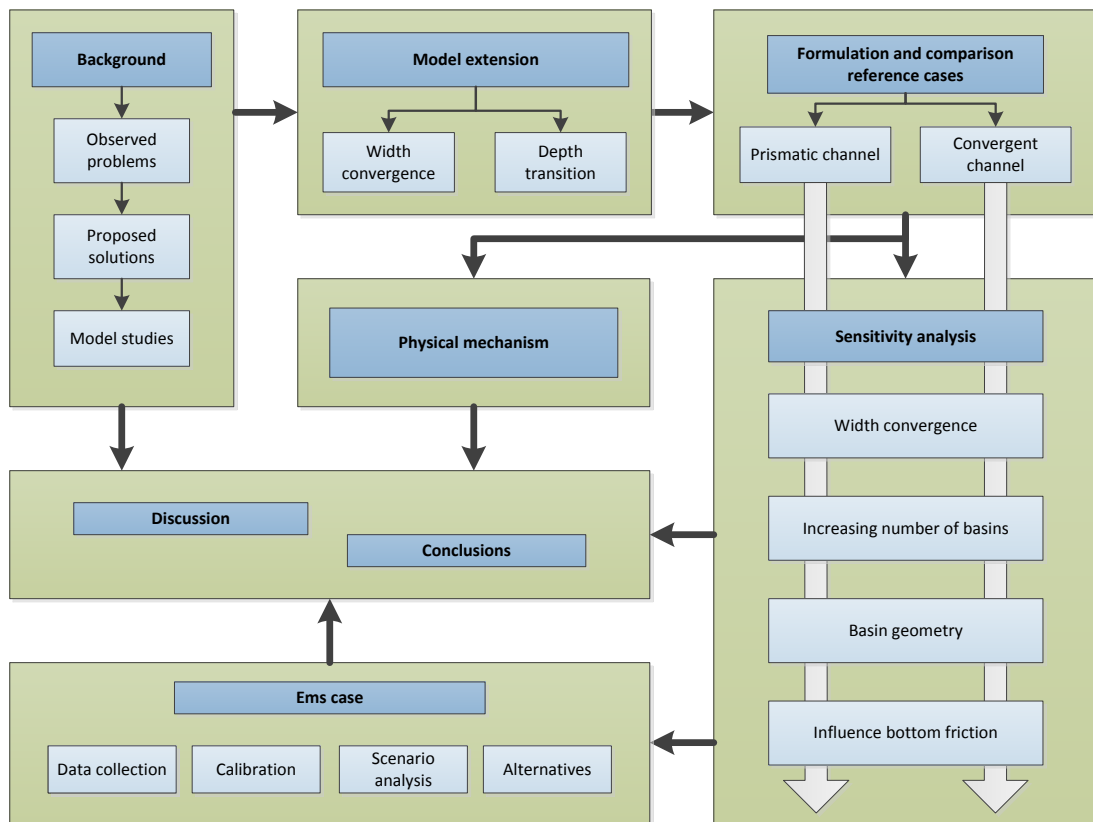 Background
Observed
problems
Proposed
solutions
Model studies
Model extension
Width
convergence
Depth
transition
Formulation and comparison
reference cases
Prismatic channel
Convergent
channel
Physical mechanism
Sensitivity analysis
Width convergence
Increasing number of basins
Basin geometry
Influence bottom friction
Discussion
Conclusions
Ems case
Data collection
Calibration
Scenario
analysis
Alternatives